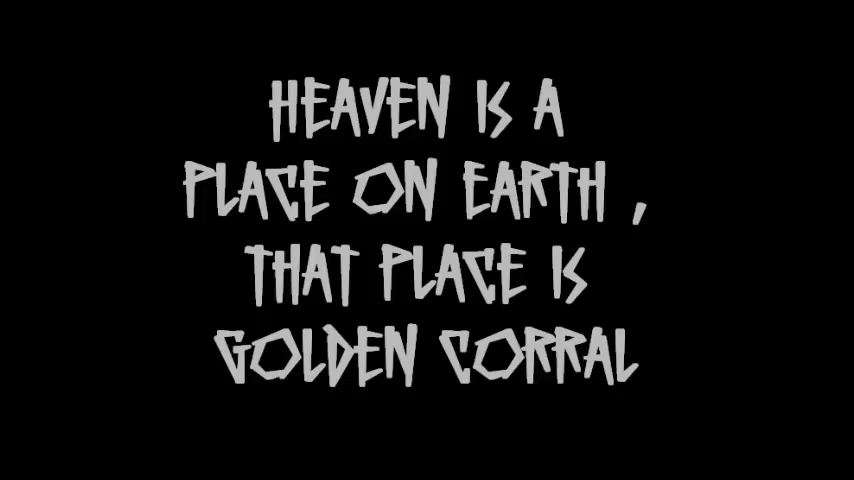 HEAVEN IS A
PLACE ON EARTH ,
THAT PLACE IS
GOLDEN CORRAL